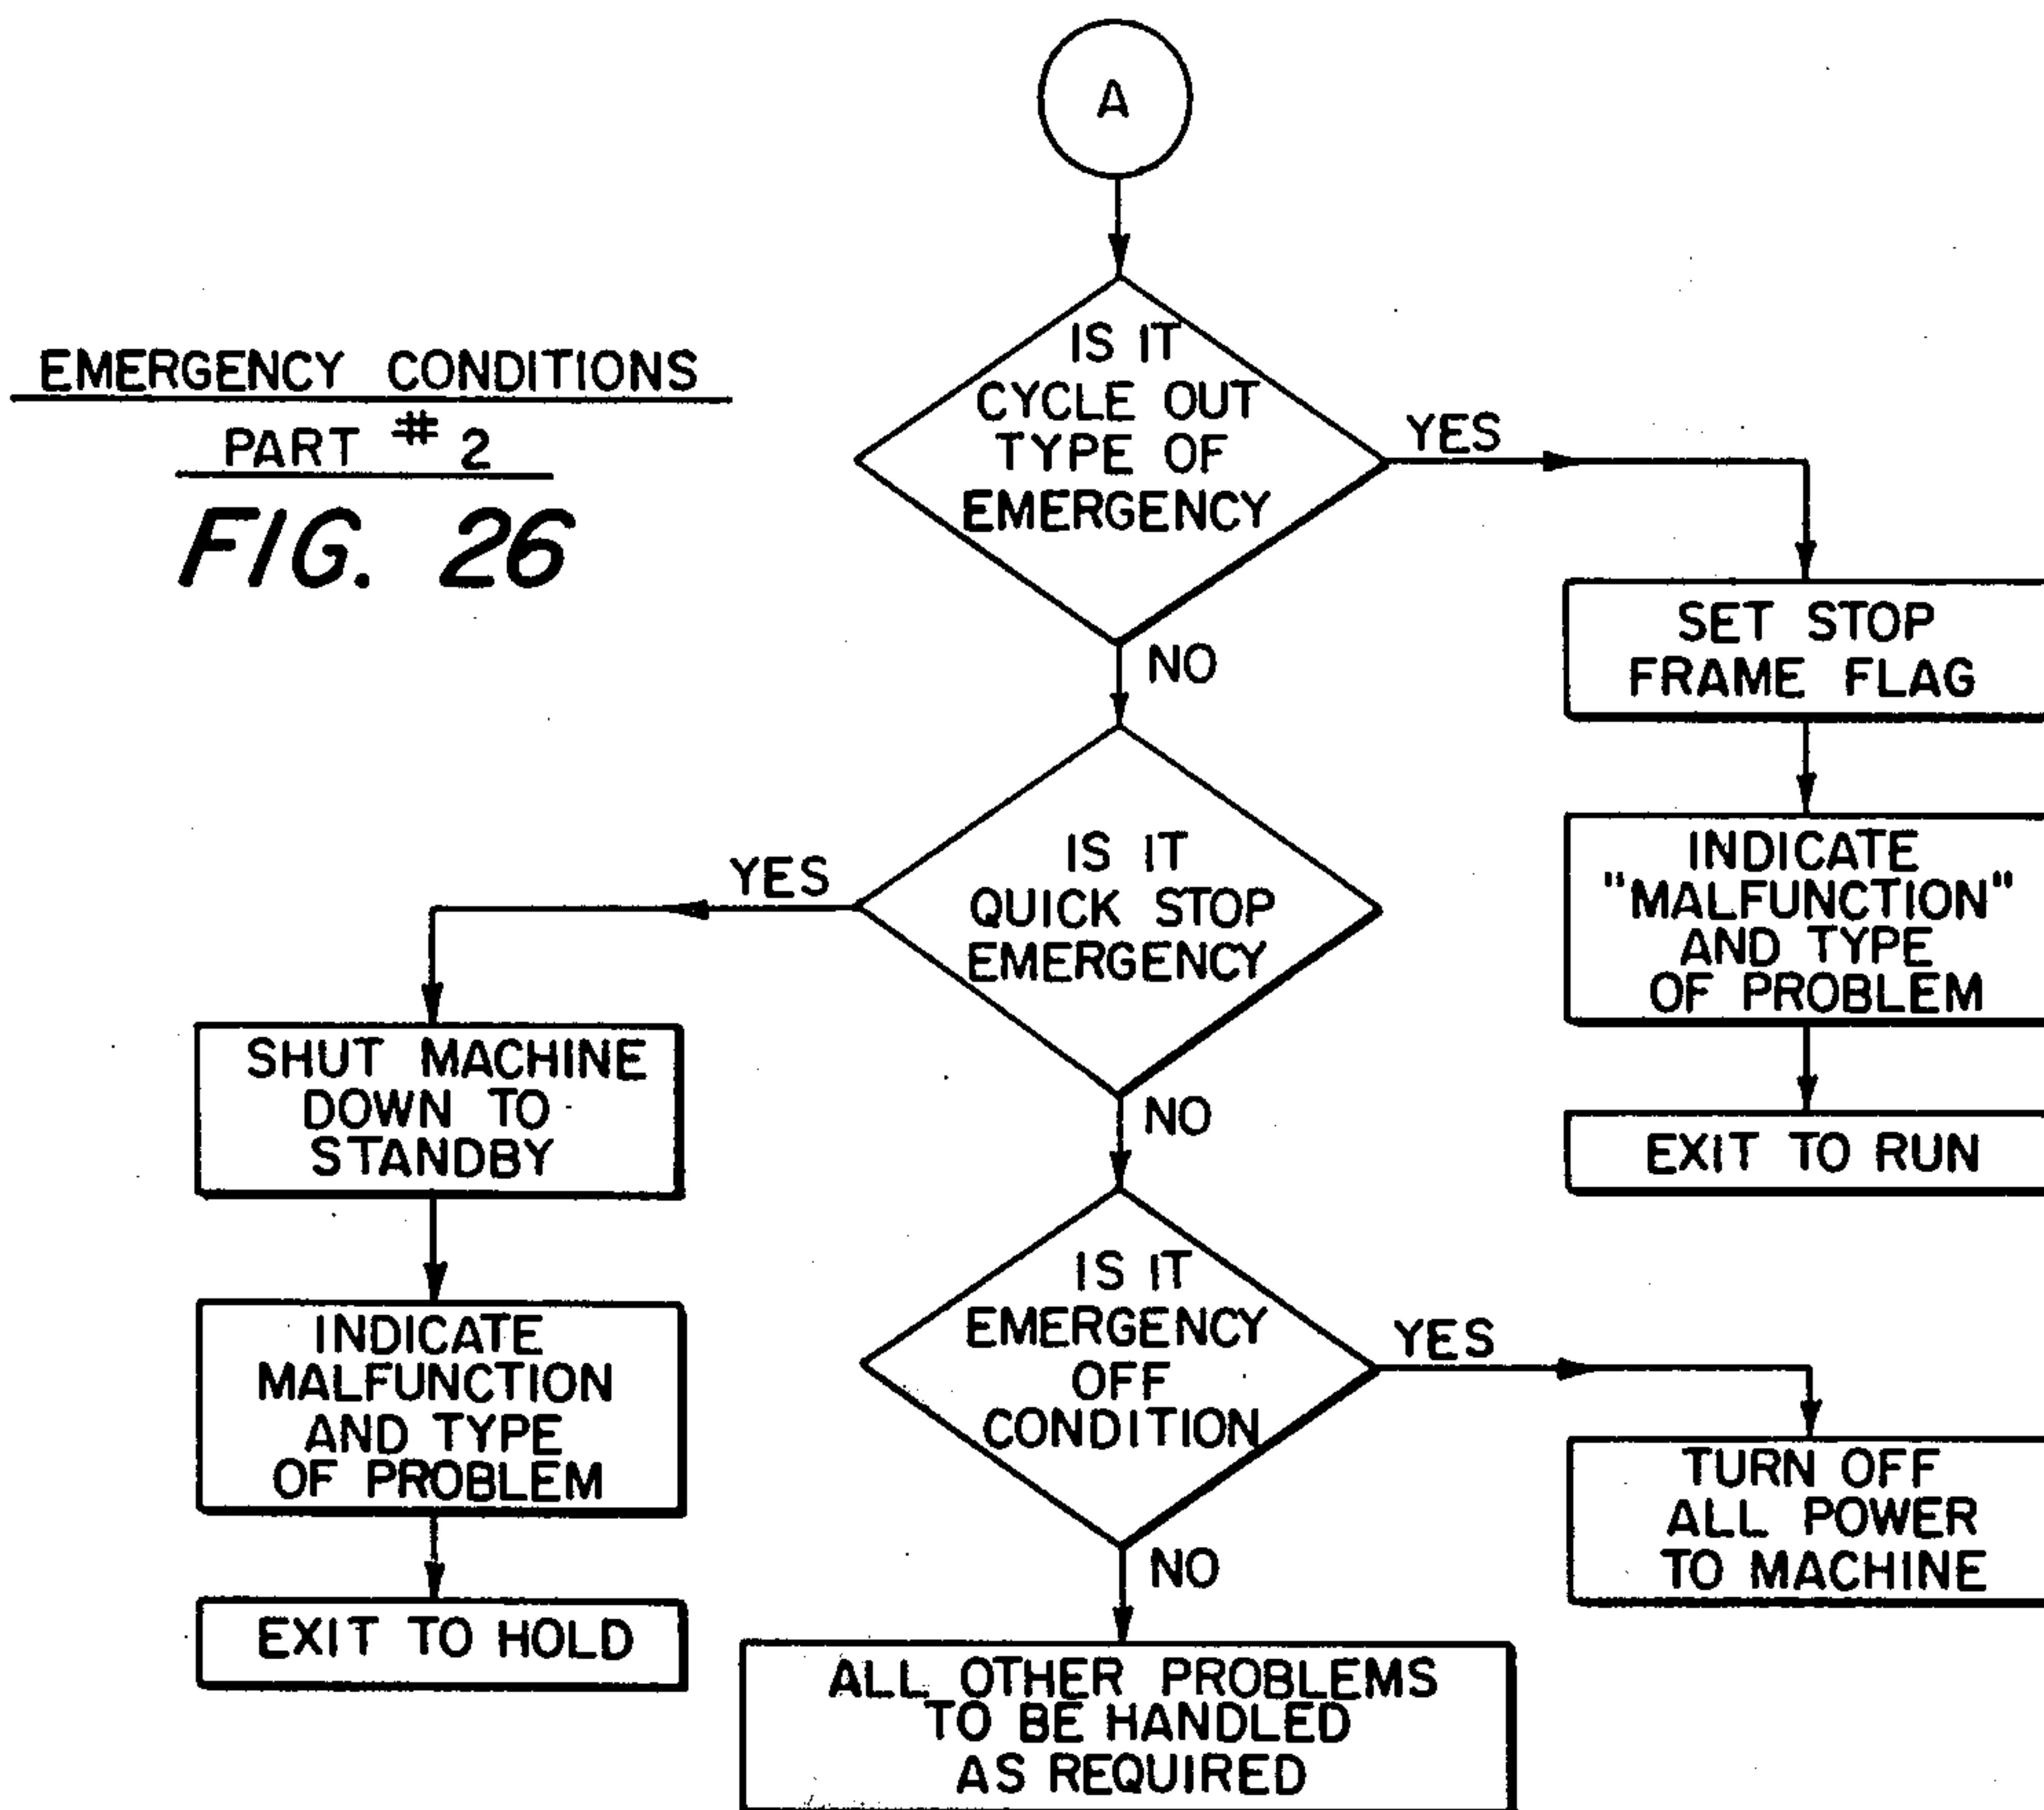 A
EMERGENCY CONDITIONS
PART # 2
FIG. 26
IS IT
CYCLE OUT
TYPE OF
EMERGENCY
YES
NO
SET STOP
FRAME FLAG
INDICATE
"MALFUNCTION"
AND TYPE
OF PROBLEM
EXIT TO RUN
IS IT
QUICK STOP
EMERGENCY
YES
NO
SHUT MACHINE
DOWN TO
STANDBY
INDICATE
MALFUNCTION
AND TYPE
OF PROBLEM
EXIT TO HOLD
IS IT
EMERGENCY
OFF
CONDITION
YES
NO
TURN OFF
ALL POWER
TO MACHINE
ALL OTHER PROBLEMS
TO BE HANDLED
AS REQUIRED